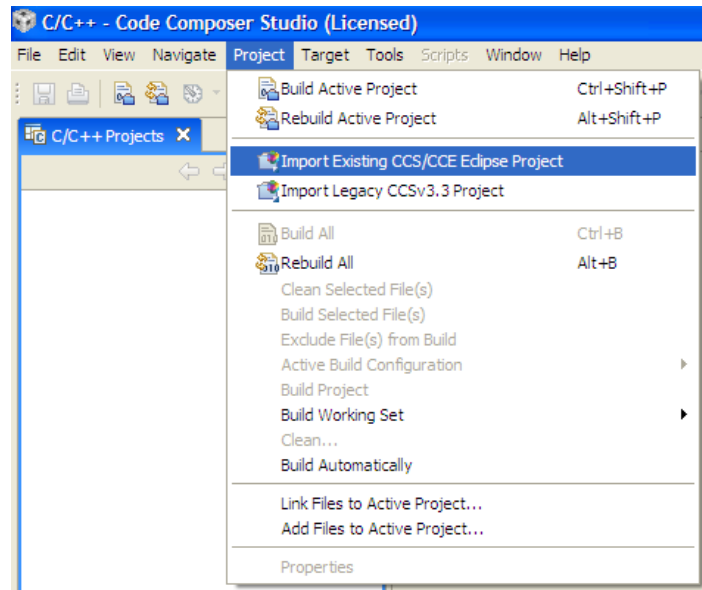 C/C++ - Code Composer Studio (Licensed)
File Edit View Navigate Project Target Tools Scripts Window Help
Build Active Project Ctrl+Shift+P
Rebuild Active Project Alt+Shift+P
C/C++ Projects
Import Existing CCS/CCE Eclipse Project
Import Legacy CCSv3.3 Project
Build All Ctrl+B
Rebuild All Alt+B
Clean Selected File(s)
Build Selected File(s)
Exclude File(s) from Build
Active Build Configuration
Build Project
Build Working Set
Clean...
Build Automatically
Link Files to Active Project...
Add Files to Active Project...
Properties